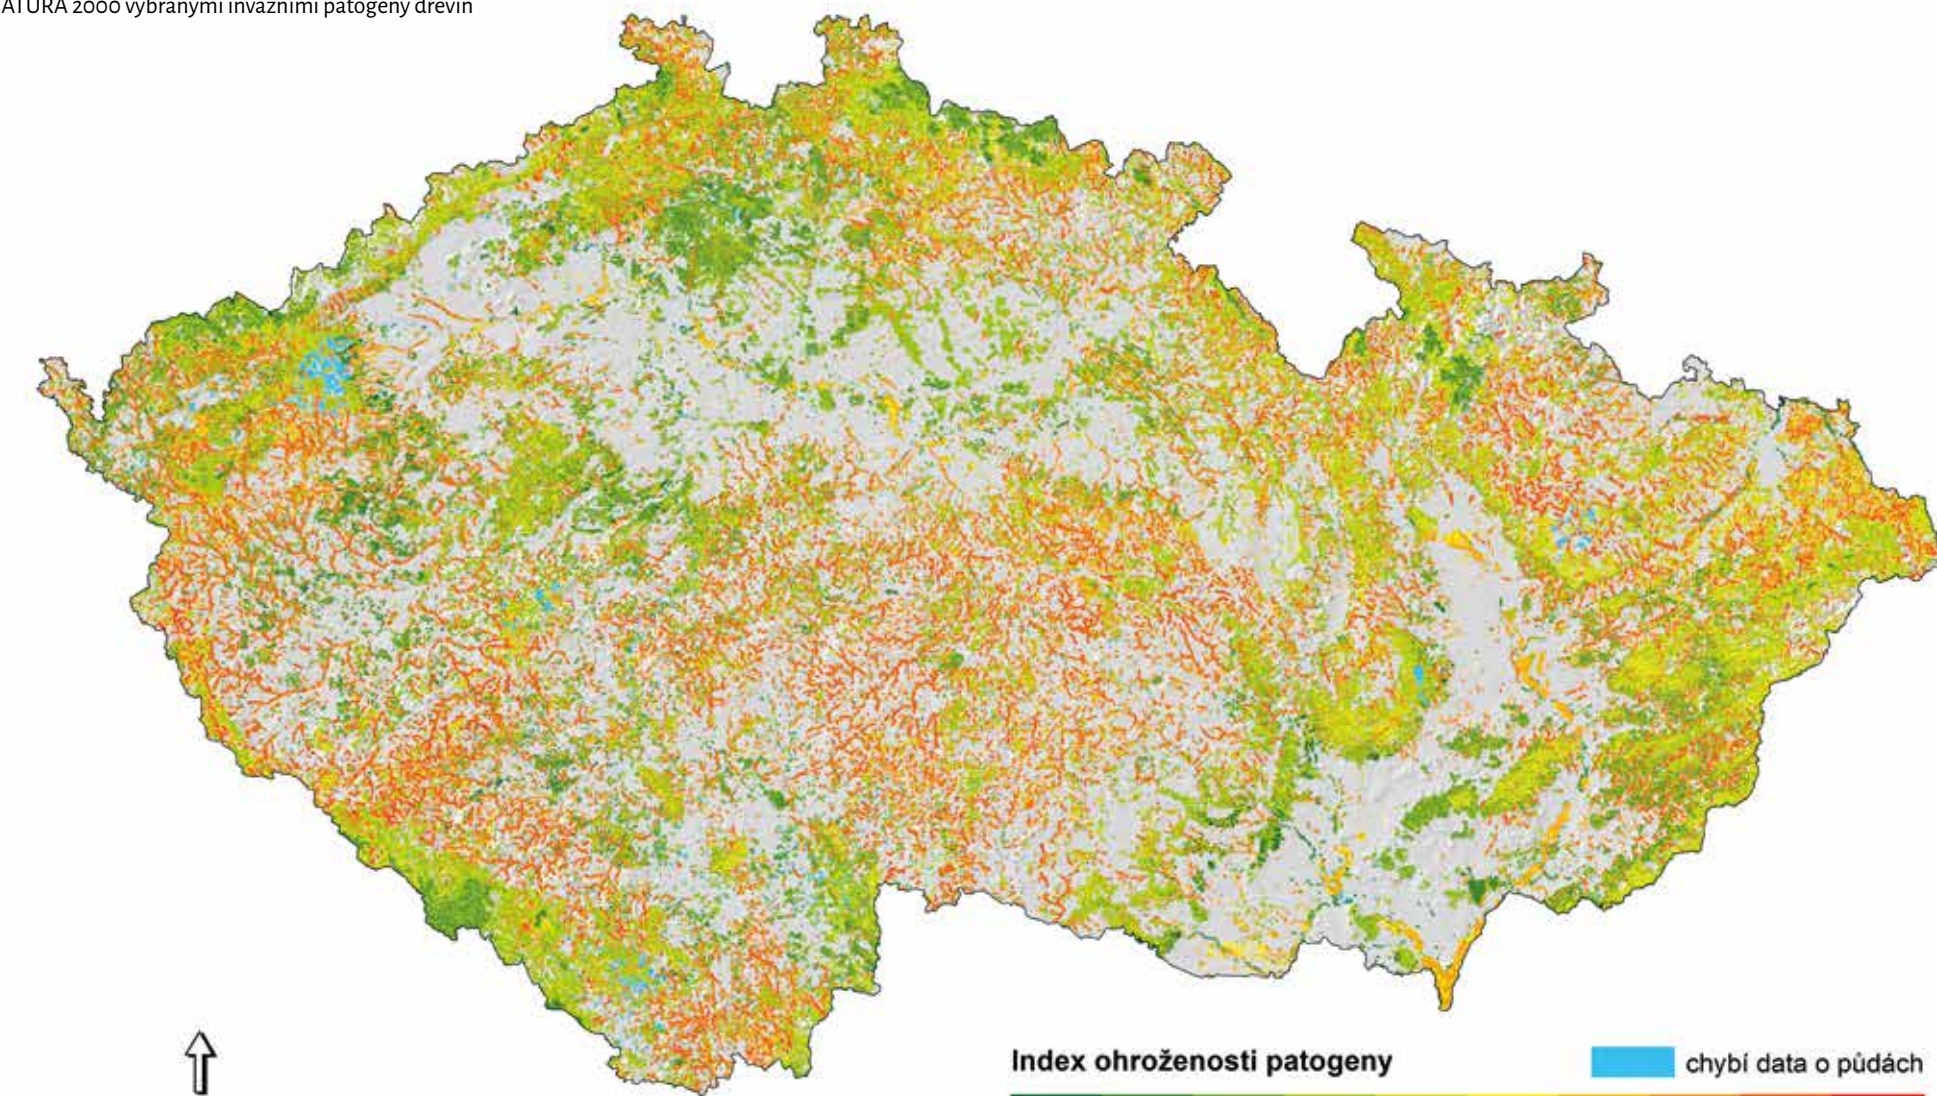 ATURA 2000 vybranými invazními patogeny dřevin
Index ohroženosti patogeny
chybí data o půdách